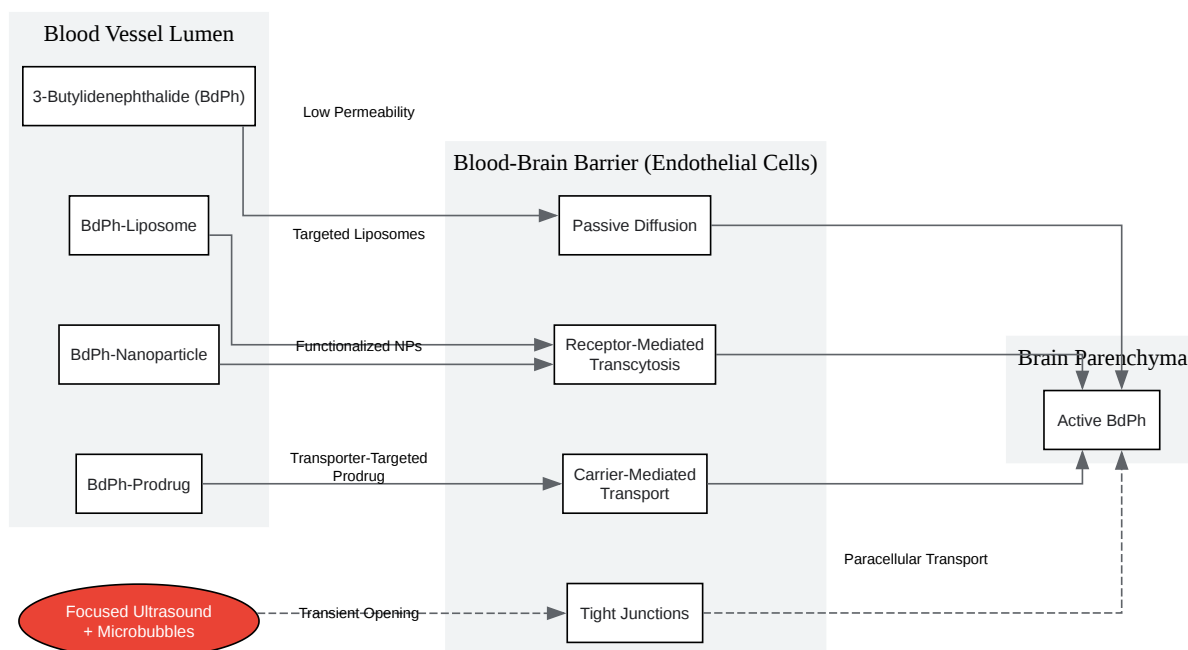 Blood Vessel Lumen
3-Butylidenephthalide (BdPh)
Low Permeability
Blood-Brain Barrier (Endothelial Cells)
BdPh-Liposome
Targeted Liposomes
Passive Diffusion
BdPh-Nanoparticle
Functionalized NPs
Receptor-Mediated
Transcytosis
Brain Parenchyma
Active BdPh
BdPh-Prodrug
Transporter-Targeted
Prodrug
Carrier-Mediated
Transport
Paracellular Transport
Focused Ultrasound
+ Microbubbles
Transient Opening
Tight Junctions